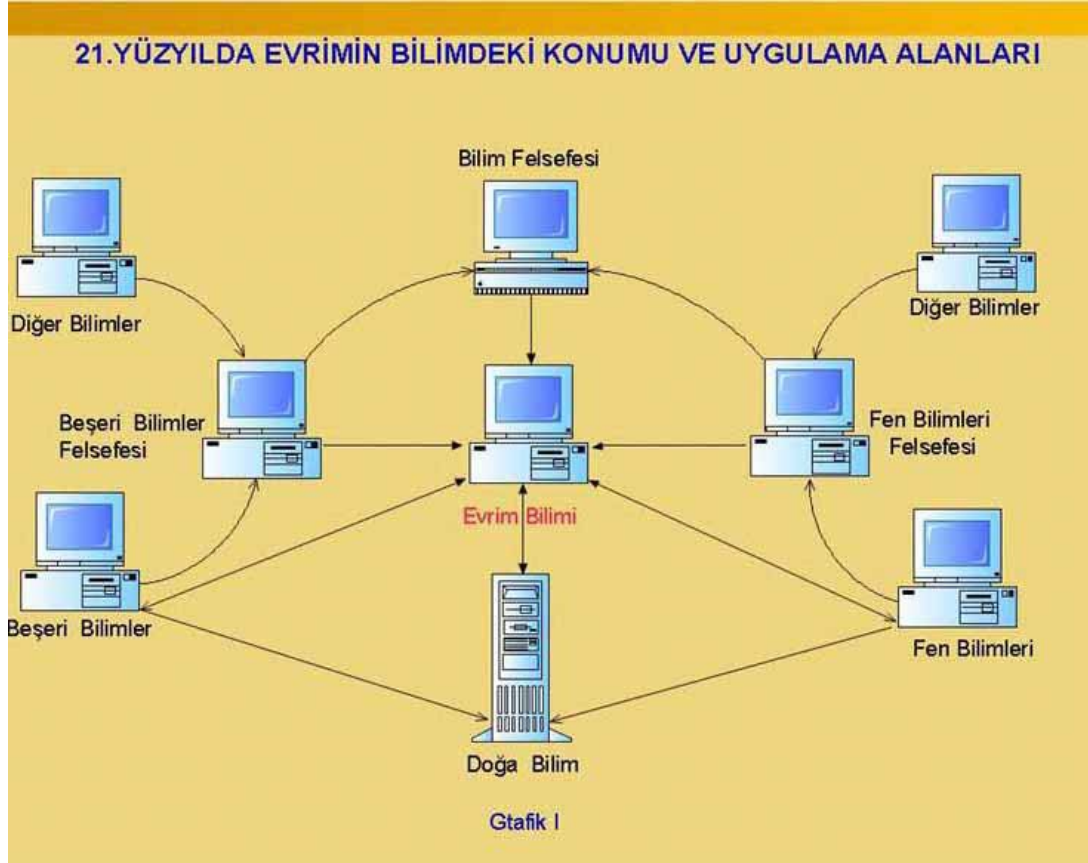 21.YÜZYILDA EVRİMİN BİLİMDEKİ KONUMU VE UYGULAMA ALANLARI
Bilim Felsefesi
Diğer Bilimler
Diğer Bilimler
Beşeri Bilimler
Felsefesi
Fen Bilimleri
Felsefesi
Evrim Bilimi
Beşeri Bilimler
Fen Bilimleri
Doğa Bilim
Gtafik I